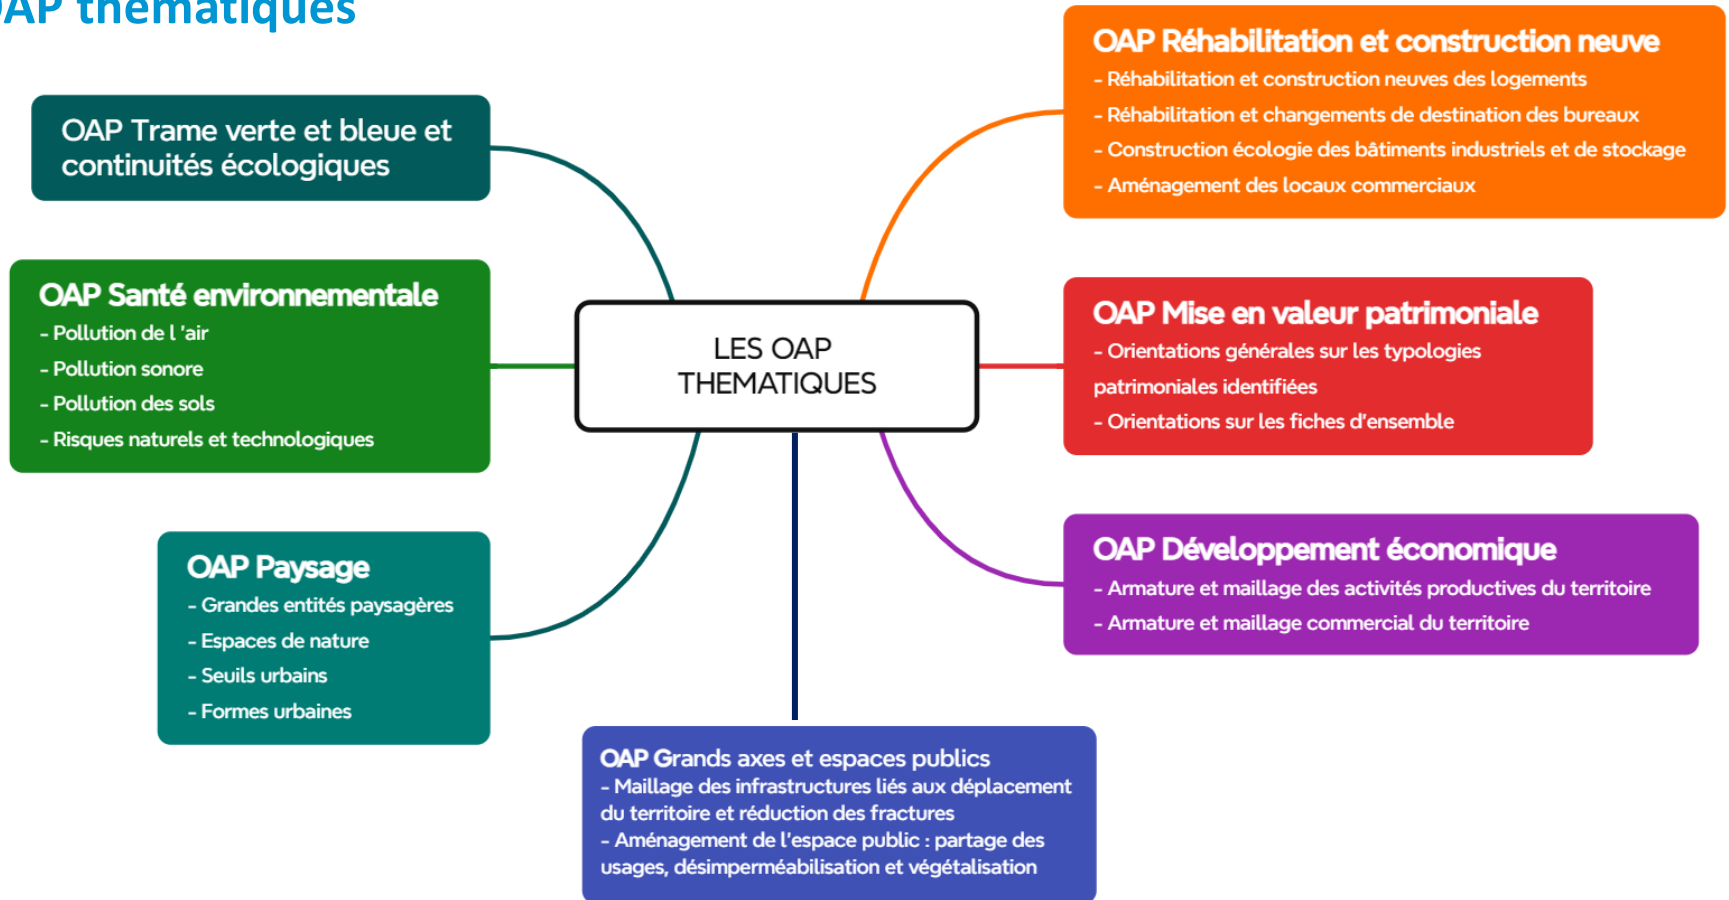 OAP thématiques
OAP Trame verte et bleue et
continuités écologiques
OAP Santé environnementale
- Pollution de l 'air
- Pollution sonore
- Pollution des sols
- Risques naturels et technologiques
OAP Paysage
- Grandes entités paysagères
- Espaces de nature
- Seuils urbains
- Formes urbaines
LES OAP
THEMATIQUES
OAP Grands axes et espaces publics
- Maillage des infrastructures liés aux déplacement
du territoire et réduction des fractures
- Aménagement de l'espace public : partage des
usages, désimperméabilisation et végétalisation
OAP Réhabilitation et construction neuve
- Réhabilitation et construction neuves des logements
- Réhabilitation et changements de destination des bureaux
- Construction écologie des bâtiments industriels et de stockage
- Aménagement des locaux commerciaux
OAP Mise en valeur patrimoniale
- Orientations générales sur les typologies
patrimoniales identifiées
- Orientations sur les fiches d'ensemble
OAP Développement économique
- Armature et maillage des activités productives du territoire
- Armature et maillage commercial du territoire